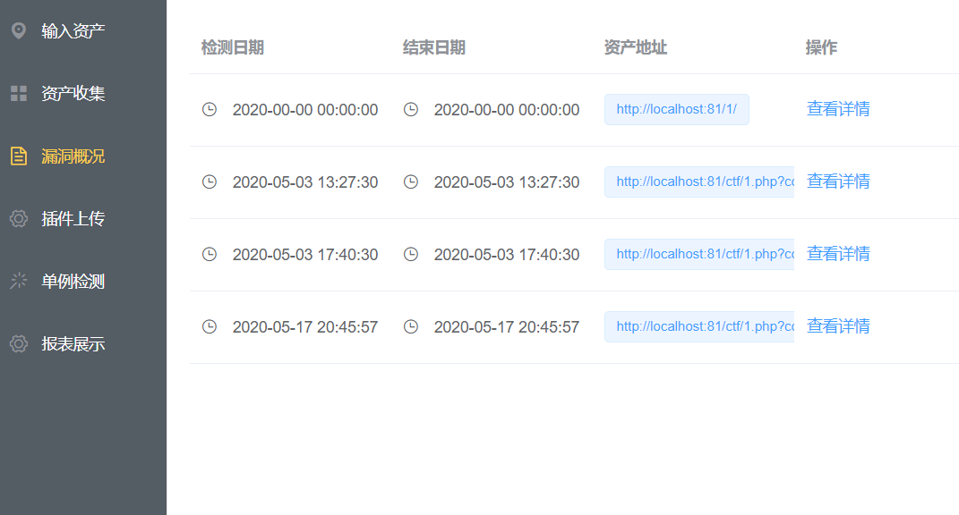 输入资产
资产收集
漏洞概况
插件上传
单例检测
报表展示
检测日期 结束日期 资产地址 操作
2020-00-00 00:00:00 2020-00-00 00:00:00 http://localhost:81/1/ 查看详情
2020-05-03 13:27:30 2020-05-03 13:27:30 http://localhost:81/ctf/1.php?cc 查看详情
2020-05-03 17:40:30 2020-05-03 17:40:30 http://localhost:81/ctf/1.php?cc 查看详情
2020-05-17 20:45:57 2020-05-17 20:45:57 http://localhost:81/ctf/1.php?cc 查看详情